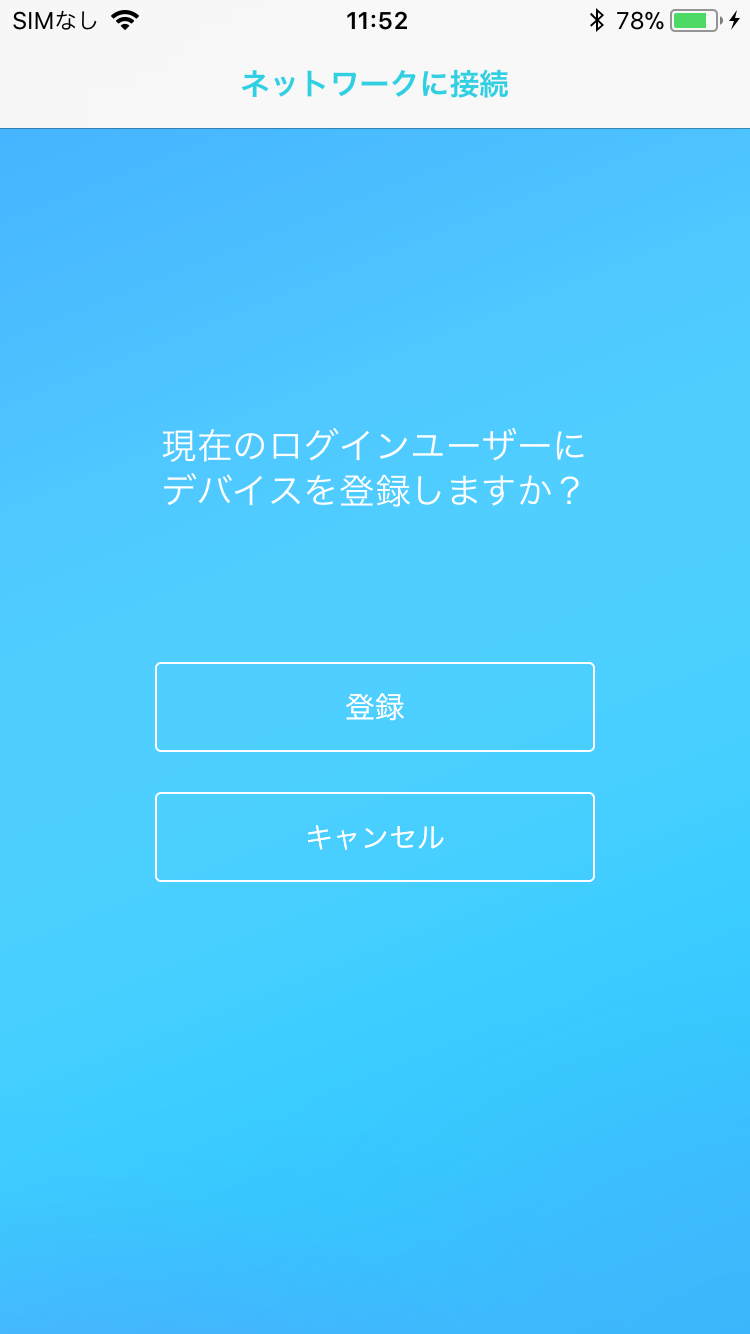 SIMなし 11:52 78%
ネットワークに接続
現在のログインユーザーに
デバイスを登録しますか？
登録
キャンセル